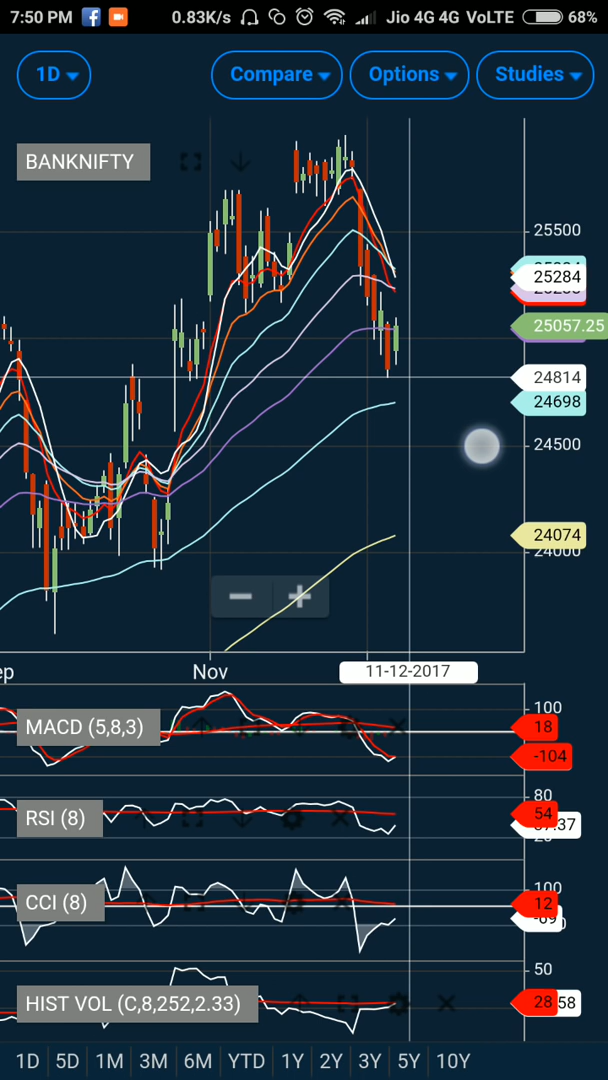 7:50 PM 0.83K/s Jio 4G 4G VoLTE 68%
1D Compare Options Studies
BANKNIFTY
25500
25284
25057.25
24814
24698
24500
24074
24000
ep Nov 11-12-2017
100
MACD (5,8,3)
18
-104
80
RSI (8)
54
.37
100
CCI (8)
12
-69
50
HIST VOL (C,8,252,2.33)
28 58
1D 5D 1M 3M 6M YTD 1Y 2Y 3Y 5Y 10Y